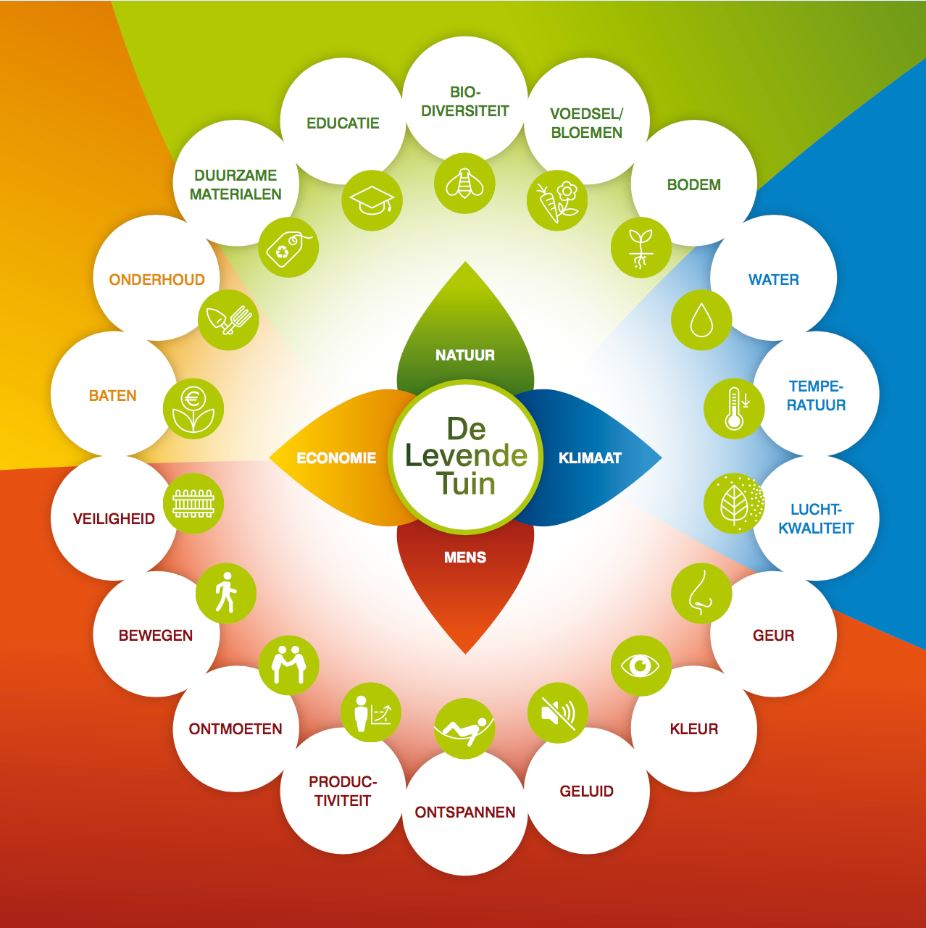 BIO-
DIVERSITEIT
VOEDSEL/
BLOEMEN
BODEM
WATER
TEMPE-
RATUUR
LUCHT-
KWALITEIT
GEUR
KLEUR
GELUID
ONTSPANNEN
PRODUC-
TIVITEIT
ONTMOETEN
BEWEGEN
VEILIGHEID
BATEN
ONDERHOUD
DUURZAME
MATERIALEN
EDUCATIE
NATUUR
KLIMAAT
MENS
ECONOMIE
De
Levende
Tuin
€